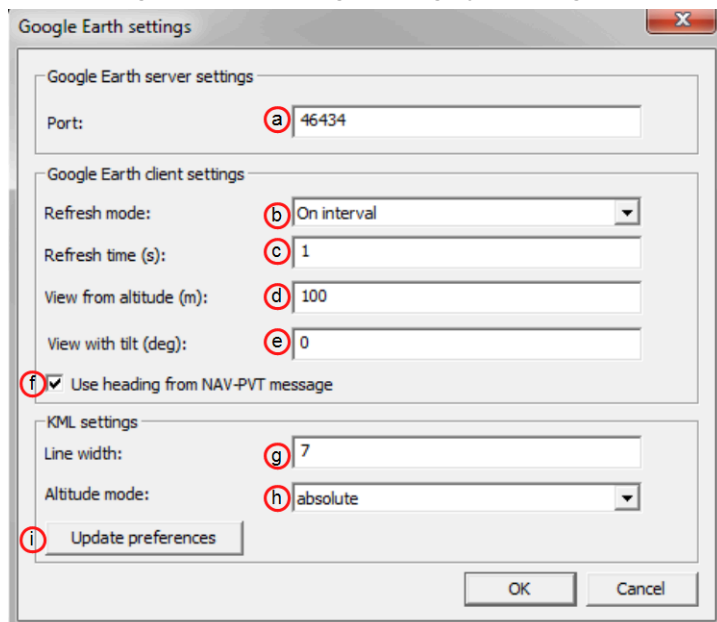 Google Earth settings
X
Google Earth server settings
Port: a 46434
Google Earth client settings
Refresh mode: b On interval
Refresh time (s): c 1
View from altitude (m): d 100
View with tilt (deg): e 0
f Use heading from NAV-PVT message
KML settings
Line width: g 7
Altitude mode: h absolute
i Update preferences
OK Cancel